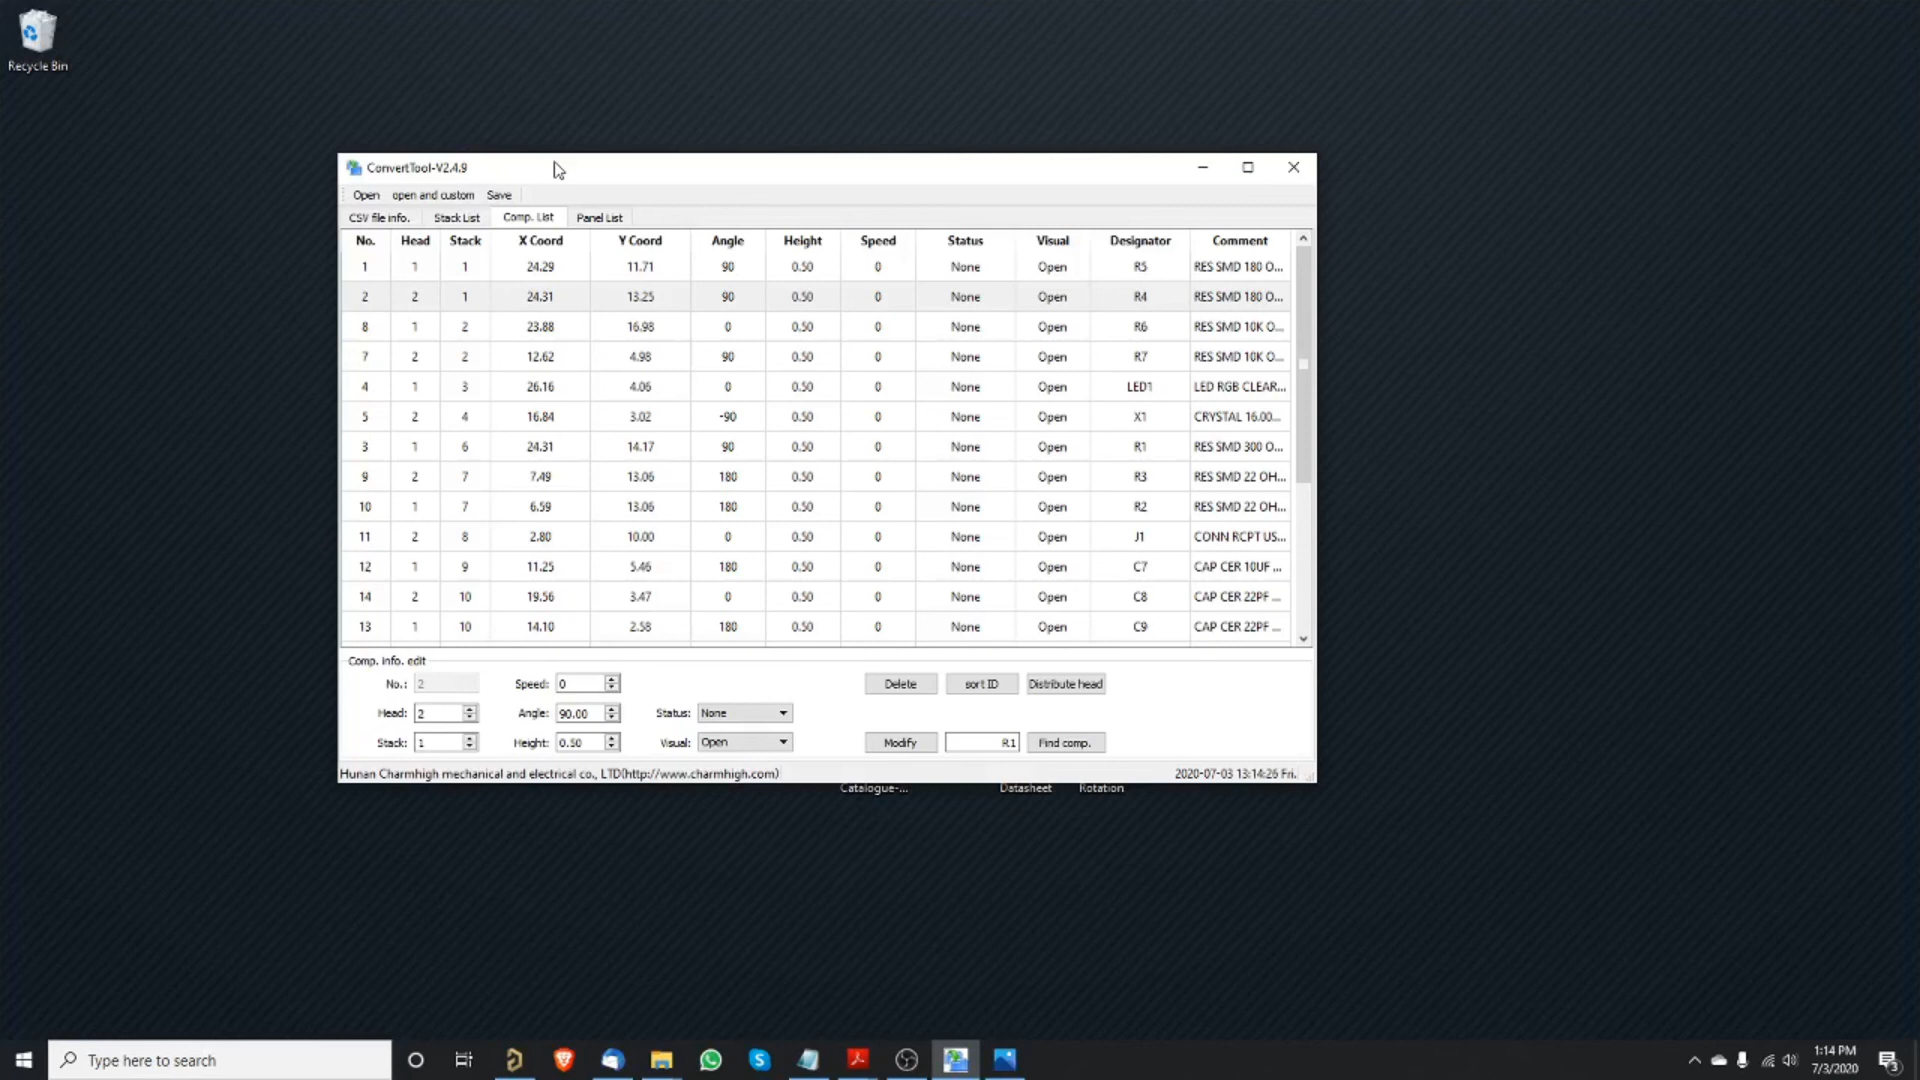 Recycle Bin
ConvertTool-V2.4.9
Open open and custom Save
CSV file info. Stack List Comp. List Panel List
No. Head Stack X Coord Y Coord Angle Height Speed Status Visual Designator Comment
1 1 1 24.29 11.71 90 0.50 0 None Open R5 RES SMD 180 O...
2 2 1 24.31 13.25 90 0.50 0 None Open R4 RES SMD 180 O...
8 1 2 23.88 16.98 0 0.50 0 None Open R6 RES SMD 10K O...
7 2 2 12.62 4.98 90 0.50 0 None Open R7 RES SMD 10K O...
4 1 3 26.16 4.06 0 0.50 0 None Open LED1 LED RGB CLEAR...
5 2 4 16.84 3.02 -90 0.50 0 None Open X1 CRYSTAL 16.00...
3 1 6 24.31 14.17 90 0.50 0 None Open R1 RES SMD 300 O...
9 2 7 7.49 13.06 180 0.50 0 None Open R3 RES SMD 22 OH...
10 1 7 6.59 13.06 180 0.50 0 None Open R2 RES SMD 22 OH...
11 2 8 2.80 10.00 0 0.50 0 None Open J1 CONN RCPT US...
12 1 9 11.25 5.46 180 0.50 0 None Open C7 CAP CER 10UF ...
14 2 10 19.56 3.47 0 0.50 0 None Open C8 CAP CER 22PF ...
13 1 10 14.10 2.58 180 0.50 0 None Open C9 CAP CER 22PF ...
Comp. info. edit
No.: 2 Speed: 0 Delete sort ID Distribute head
Head: 2 Angle: 90.00 Status: None
Stack: 1 Height: 0.50 Visual: Open Modify R1 Find comp.
Hunan Charmhigh mechanical and electrical co., LTD(http://www.charmhigh.com) 2020-07-03 13:14:26 Fri.
Catalogue-... Datasheet Rotation
Type here to search
1:14 PM
7/3/2020
3